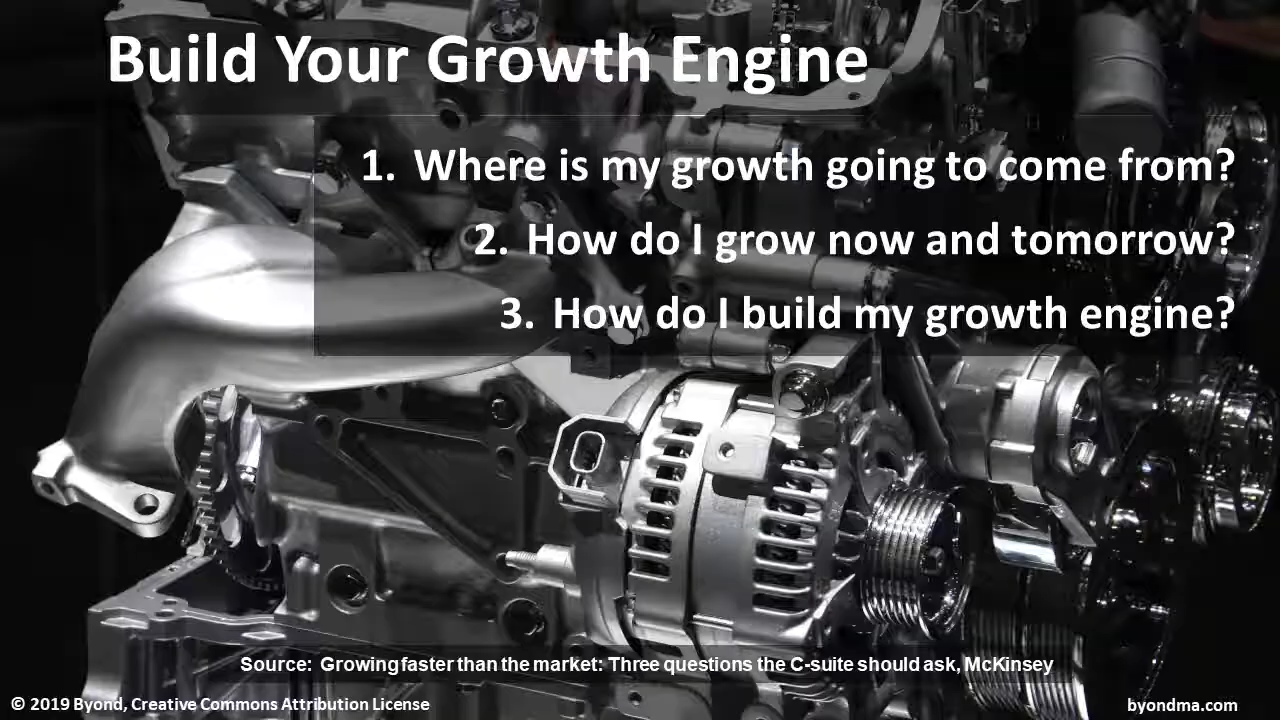 Build Your Growth Engine
1. Where is my growth going to come from?
2. How do I grow now and tomorrow?
3. How do I build my growth engine?
Source: Growing faster than the market: Three questions the C-suite should ask, McKinsey
© 2019 Byond, Creative Commons Attribution License
byondma.com